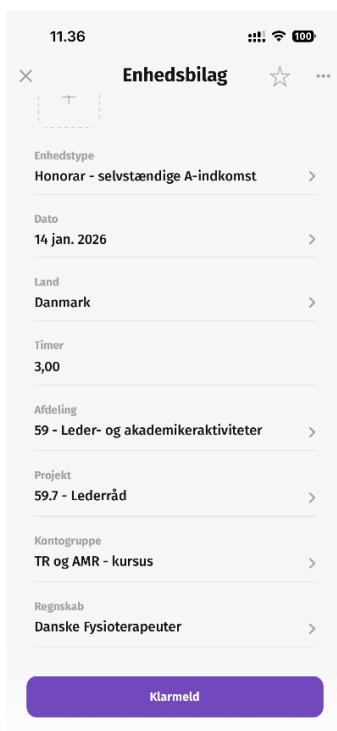 11.36
100
Enhedsbilag
Enhedstype
Honorar - selvstændige A-indkomst
Dato
14 jan. 2026
Land
Danmark
Timer
3,00
Afdeling
59 - Leder- og akademikeraktiviteter
Projekt
59.7 - Lederråd
Kontogruppe
TR og AMR - kursus
Regnskab
Danske Fysioterapeuter
Klarmeld